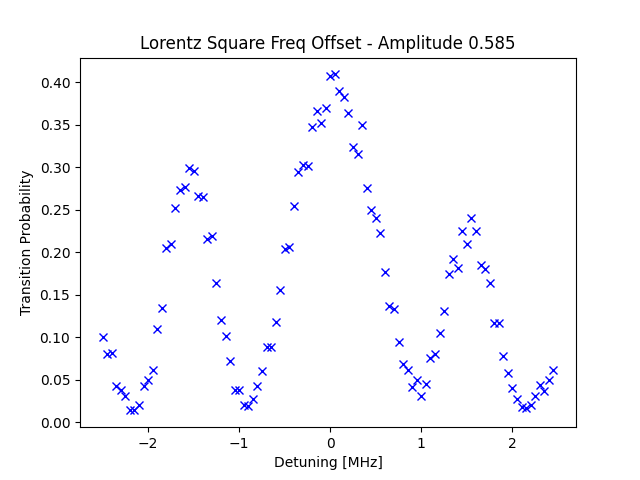 Lorentz Square Freq Offset - Amplitude 0.585
0.40
0.35
0.30
0.25
0.20
0.15
0.10
0.05
0.00
Transition Probability
−2 −1 0 1 2
Detuning [MHz]